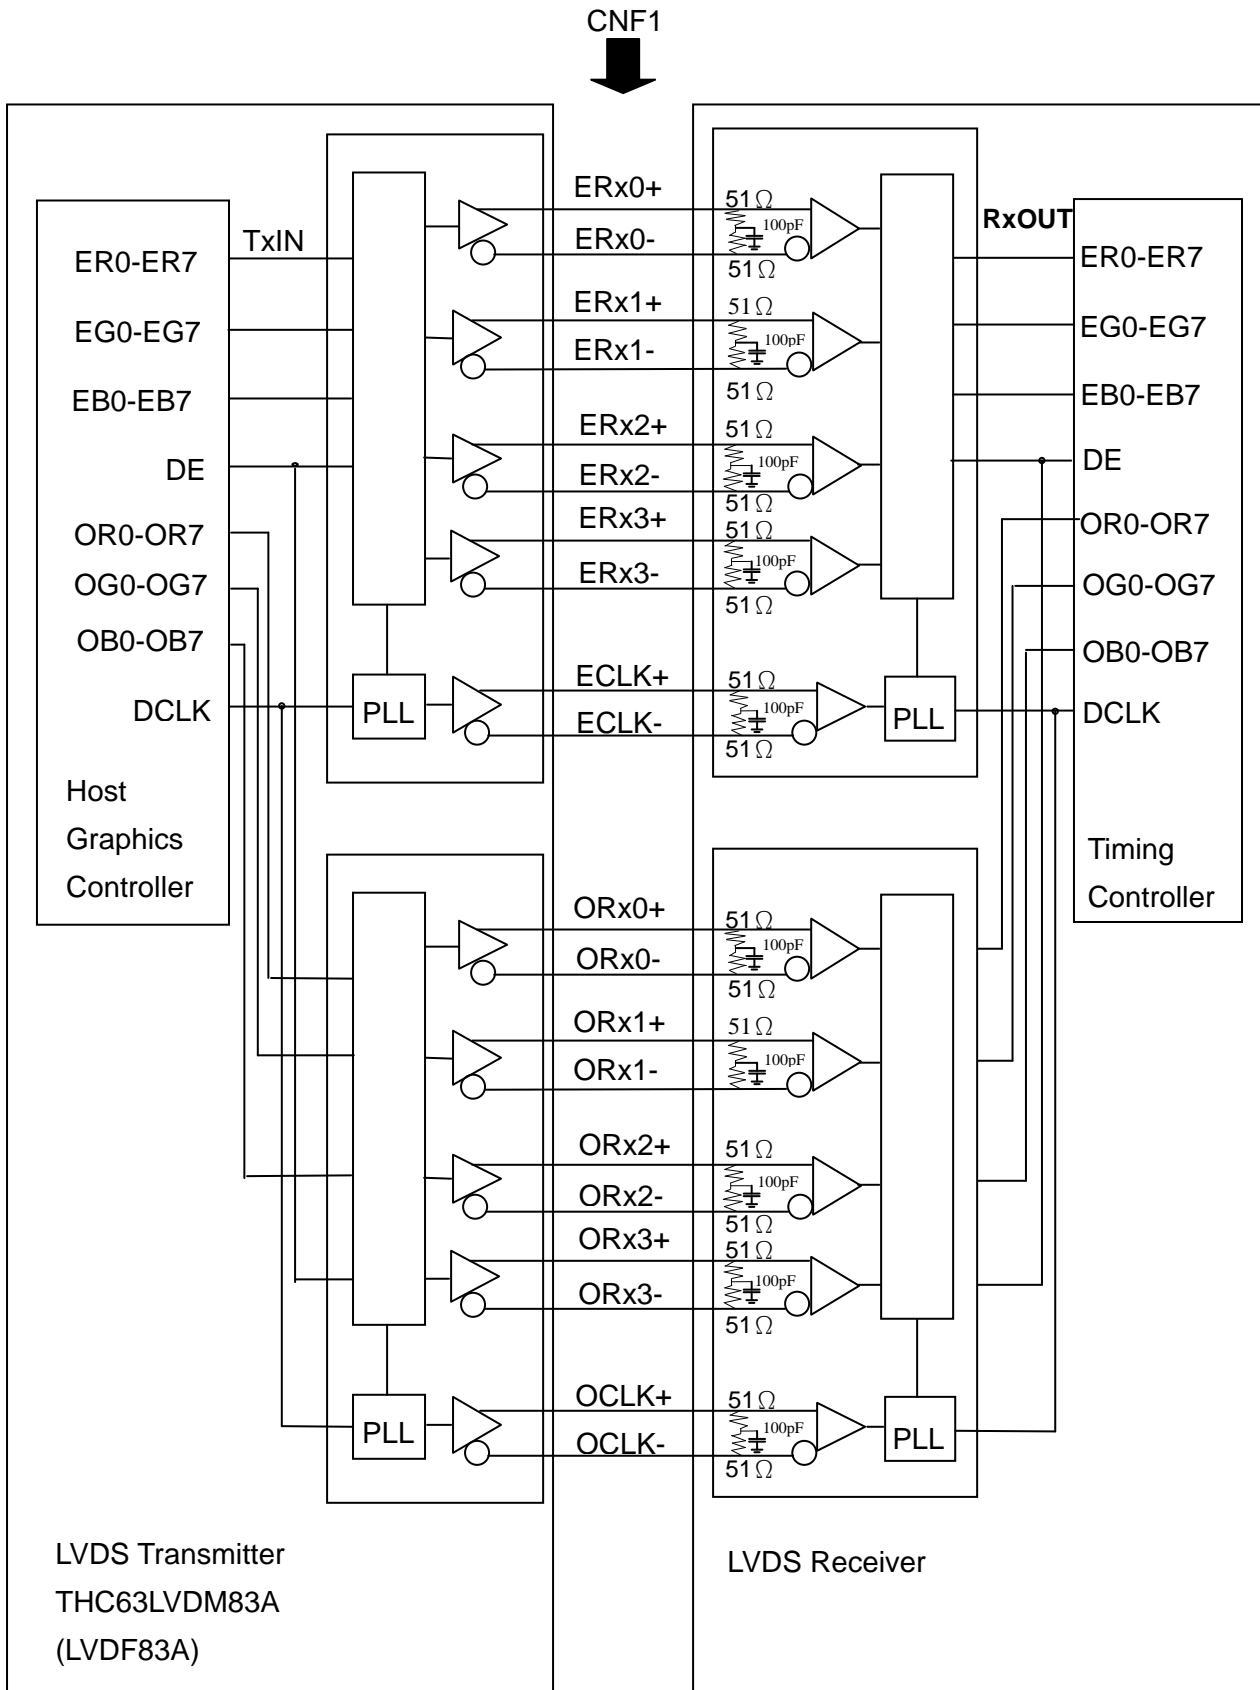 CNF1
TxIN
ER0-ER7
EG0-EG7
EB0-EB7
DE
OR0-OR7
OG0-OG7
OB0-OB7
DCLK
Host
Graphics
Controller
PLL
ERx0+
ERx0-
ERx1+
ERx1-
ERx2+
ERx2-
ERx3+
ERx3-
ECLK+
ECLK-
51Ω
100pF
51Ω
51Ω
100pF
51Ω
51Ω
100pF
51Ω
51Ω
100pF
51Ω
51Ω
100pF
51Ω
PLL
RxOUT
ER0-ER7
EG0-EG7
EB0-EB7
DE
OR0-OR7
OG0-OG7
OB0-OB7
DCLK
Timing
Controller
PLL
ORx0+
ORx0-
ORx1+
ORx1-
ORx2+
ORx2-
ORx3+
ORx3-
OCLK+
OCLK-
51Ω
100pF
51Ω
51Ω
100pF
51Ω
100pF
51Ω
51Ω
100pF
51Ω
51Ω
100pF
51Ω
PLL
LVDS Transmitter
THC63LVDM83A
(LVDF83A)
LVDS Receiver